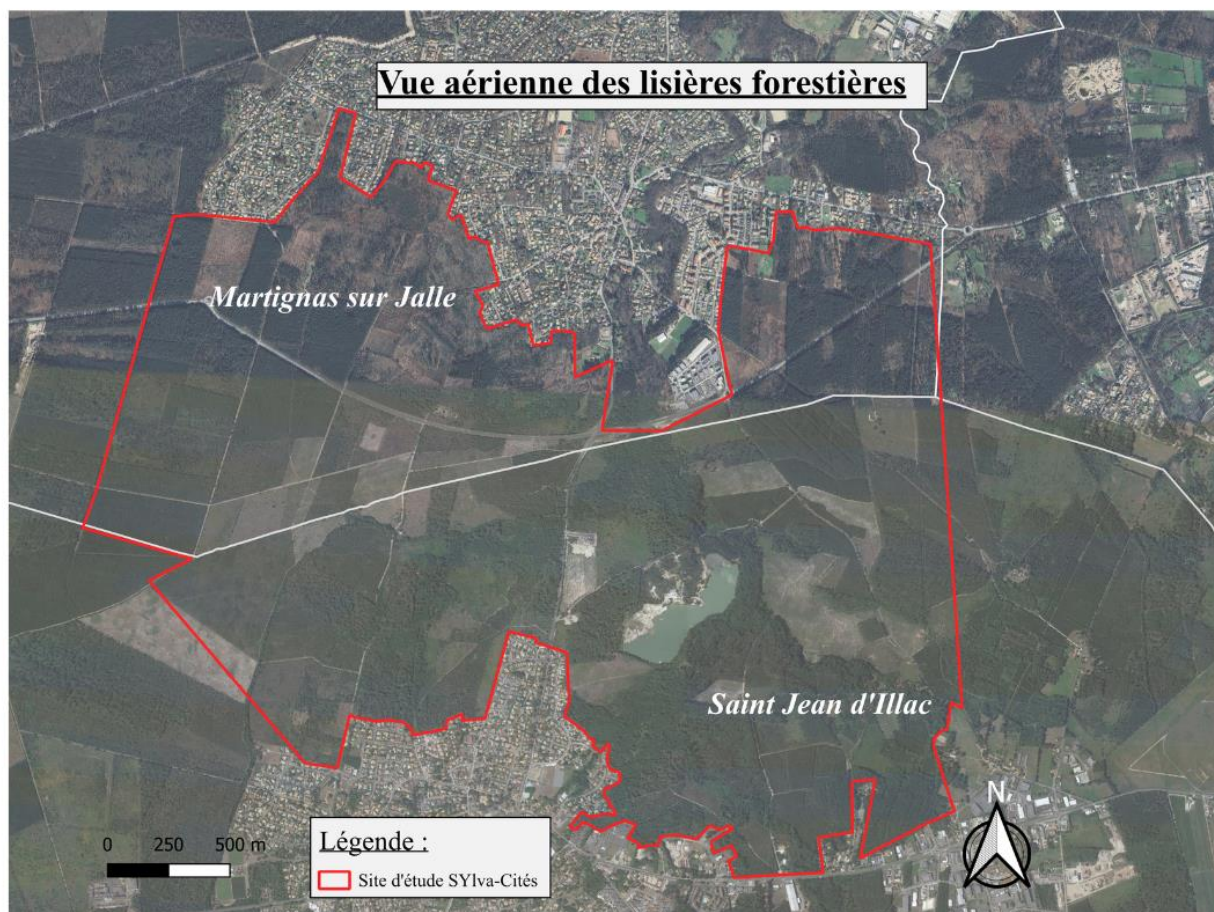 Vue aérienne des lisières forestières
Martignas sur Jalle
Saint Jean d'Illac
N
0 250 500 m
Légende :
Site d'étude SYlva-Cités